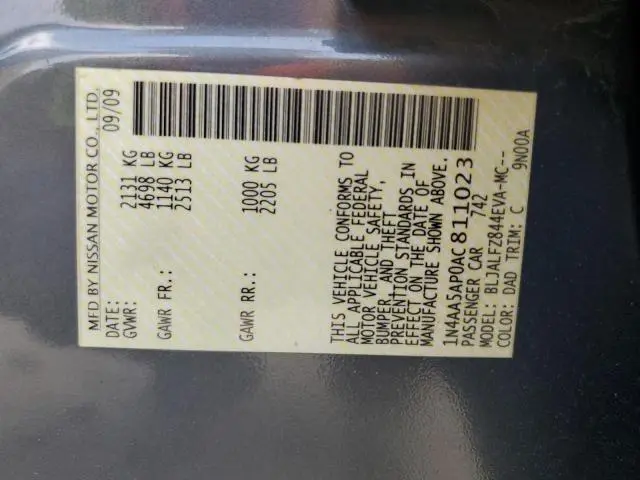 MFD BY NISSAN MOTOR CO., LTD.
DATE: 09/09
GVWR: 2131 KG
4698 LB
GAWR FR.: 1140 KG
2513 LB
GAWR RR.: 1000 KG
2205 LB
THIS VEHICLE CONFORMS TO
ALL APPLICABLE FEDERAL
MOTOR VEHICLE SAFETY,
BUMPER, AND THEFT
PREVENTION STANDARDS IN
EFFECT ON THE DATE OF
MANUFACTURE SHOWN ABOVE.
1N4AA5AP0AC811023
PASSENGER CAR 742
MODEL: BLJALFZ844EVA-MC--
COLOR: DAD TRIM: C 9N00A